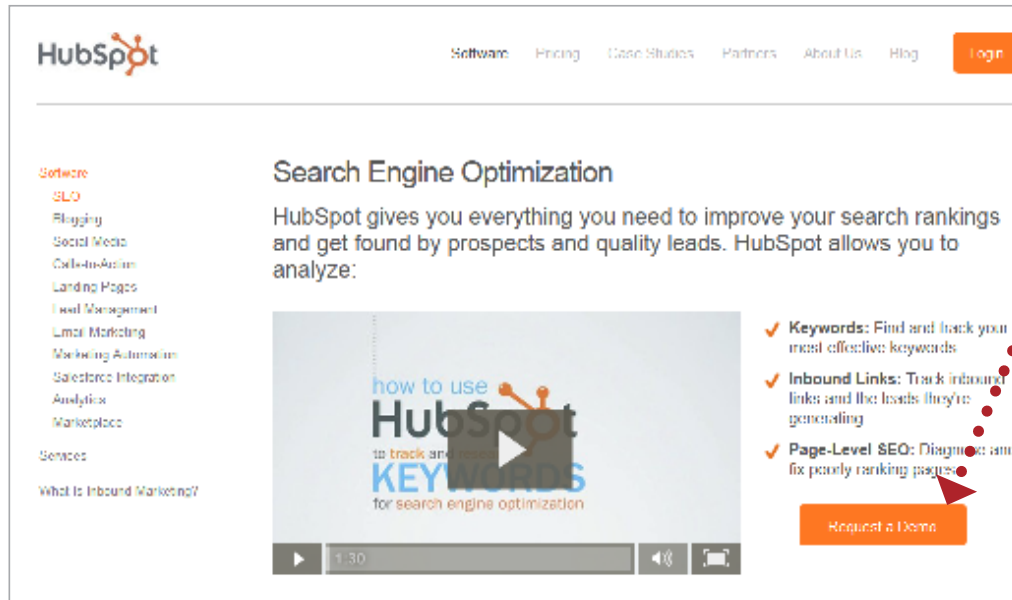 HubSpot
Software Pricing Case Studies Partners About Us Blog Login
Software
SEO
Blogging
Social Media
Calls-to-Action
Landing Pages
Lead Management
Email Marketing
Marketing Automation
Salesforce Integration
Analytics
Marketplace
Services
What Is Inbound Marketing?
Search Engine Optimization
HubSpot gives you everything you need to improve your search rankings
and get found by prospects and quality leads. HubSpot allows you to
analyze:
how to use
HubSpot
to track and
KEYWORDS
for search engine optimization
1:30
Keywords: Find and track your
most effective keywords
Inbound Links: Track inbound
links and the leads they're
generating
Page-Level SEO: Diagnose and
fix poorly ranking pages
Request a Demo